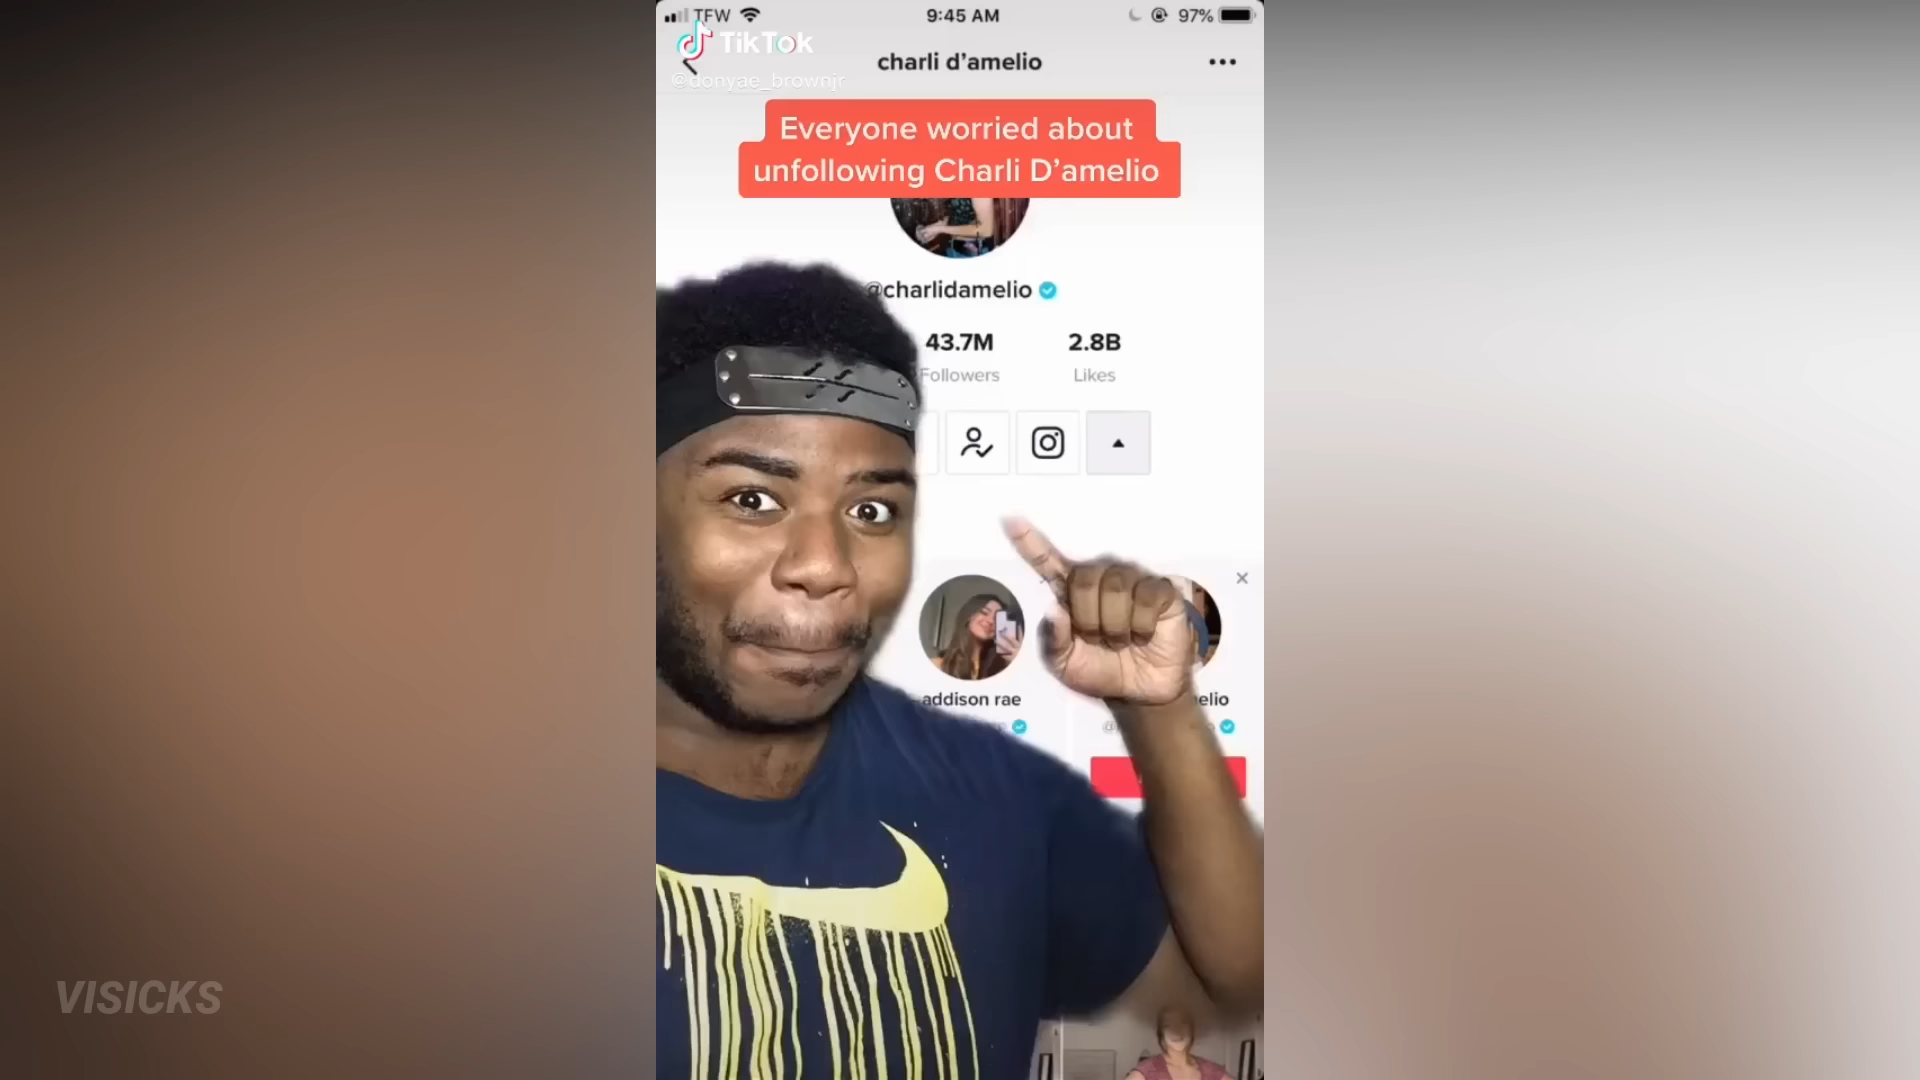 TFW 9:45 AM 97%
TikTok
charli d’amelio
@donyae_brownjr
Everyone worried about
unfollowing Charli D’amelio
@charlidamelio
43.7M 2.8B
Followers Likes
addison rae elio
VISICKS